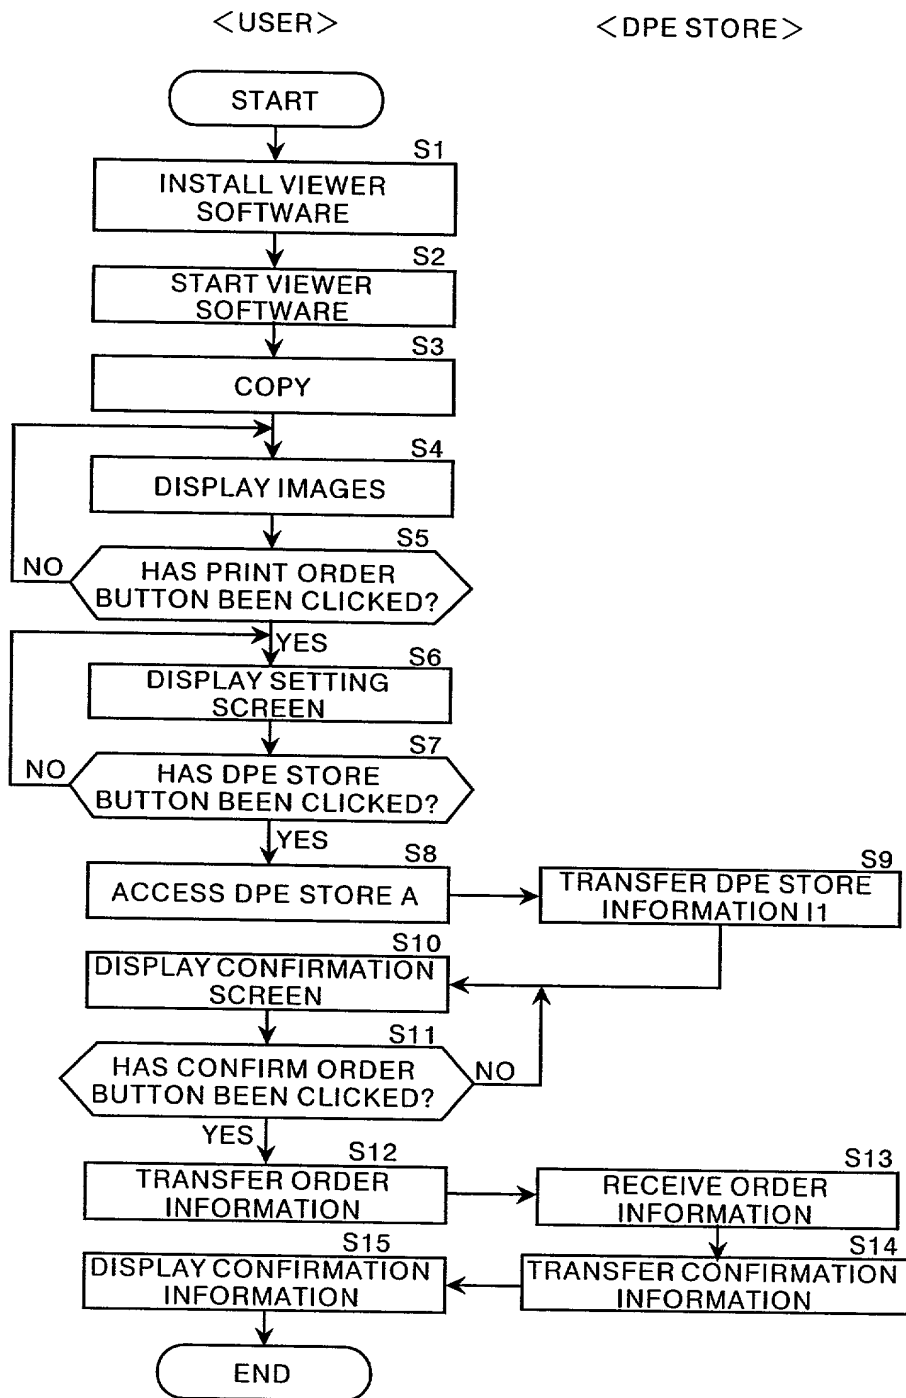 <USER>
<DPE STORE>
START
S1
INSTALL VIEWER
SOFTWARE
S2
START VIEWER
SOFTWARE
S3
COPY
S4
DISPLAY IMAGES
S5
NO
HAS PRINT ORDER
BUTTON BEEN CLICKED?
YES
S6
DISPLAY SETTING
SCREEN
S7
NO
HAS DPE STORE
BUTTON BEEN CLICKED?
YES
S8
ACCESS DPE STORE A
S9
TRANSFER DPE STORE
INFORMATION I1
S10
DISPLAY CONFIRMATION
SCREEN
S11
HAS CONFIRM ORDER
BUTTON BEEN CLICKED?
NO
YES
S12
TRANSFER ORDER
INFORMATION
S13
RECEIVE ORDER
INFORMATION
S14
TRANSFER CONFIRMATION
INFORMATION
S15
DISPLAY CONFIRMATION
INFORMATION
END